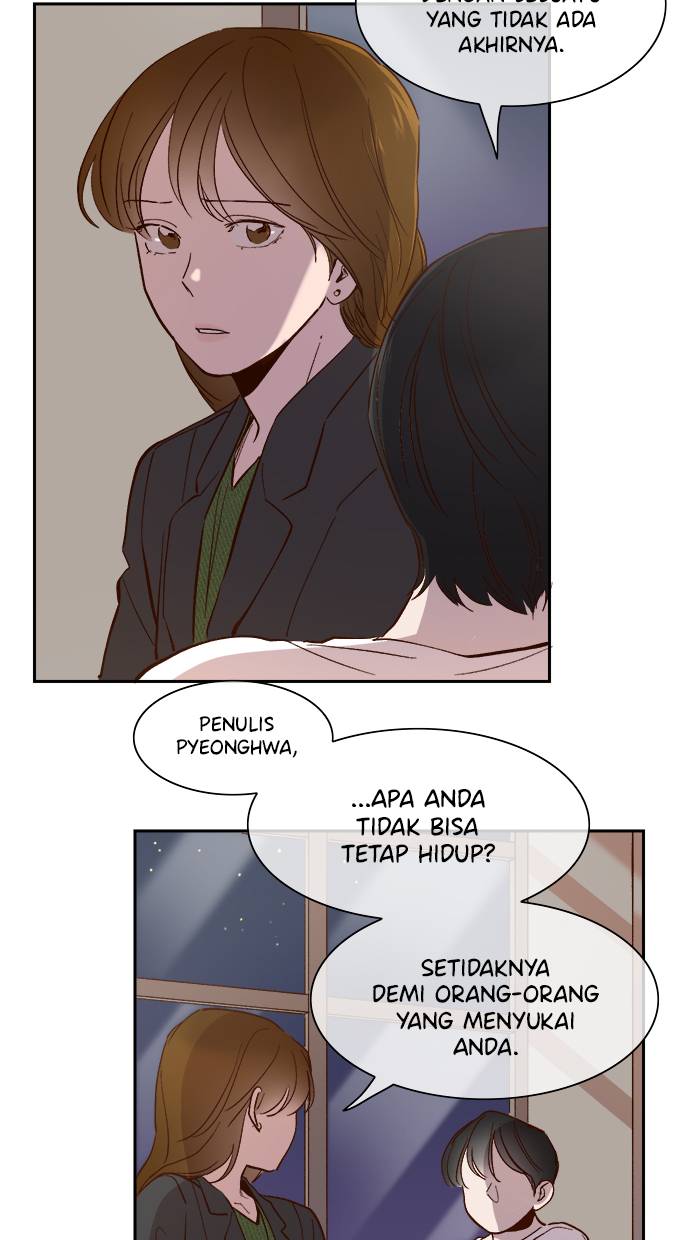 YANG TIDAK ADA
AKHIRNYA.
PENULIS
PYEONGHWA,
...APA ANDA
TIDAK BISA
TETAP HIDUP?
SETIDAKNYA
DEMI ORANG-ORANG
YANG MENYUKAI
ANDA.